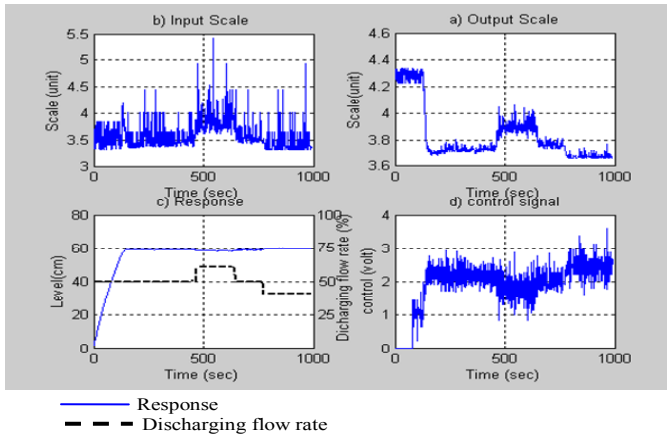 b) Input Scale
5.5
5
4.5
4
3.5
3
Scale (unit)
0
500
1000
Time (sec)
a) Output Scale
4.6
4.4
4.2
4
3.8
3.6
Scale(unit)
0
500
1000
Time (sec)
c) Response
80
60
40
20
0
Level(cm)
100
75
50
25
Dicharging flow rate (%)
0
500
1000
Time (sec)
d) control signal
4
3
2
1
0
control (volt)
0
500
1000
Time (sec)
Response
Discharging flow rate